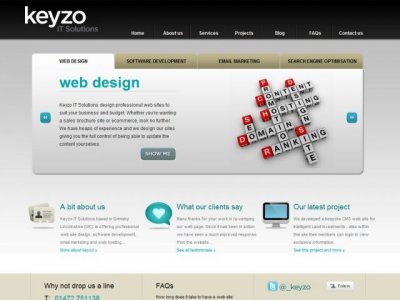 keyzo
IT Solutions
Home About us Services Projects Blog FAQs Contact us
WEB DESIGN SOFTWARE DEVELOPMENT EMAIL MARKETING SEARCH ENGINE OPTIMISATION
web design
Keyzo IT Solutions design professional web sites to
suit your business and budget. Whether you're wanting
a sales brochure site or ecommerce, look no further.
We have heaps of experience and we design our sites
giving you the full control of being able to update the
content yourselves.
SHOW ME
CONTENT
HOSTING
DOMAIN
RANKING
A bit about us
Keyzo IT Solutions based in Grimsby
Lincolnshire (UK) is offering professional
web site design, software development,
email marketing and web hosting...
More about keyzo »
What our clients say
Many thanks for your work in re-vamping
our web page. Since it has been in action
we have seen a much improved response
from the website...
See all testimonials »
Our latest project
We developed a bespoke CMS web site for
Intelligent Land Investments, also within
the site their members can login to view
exclusive information.
See this project and more »
Why not drop us a line
T: 01472 751138
FAQs
How long does it take to have a web site
@_keyzo
Follow